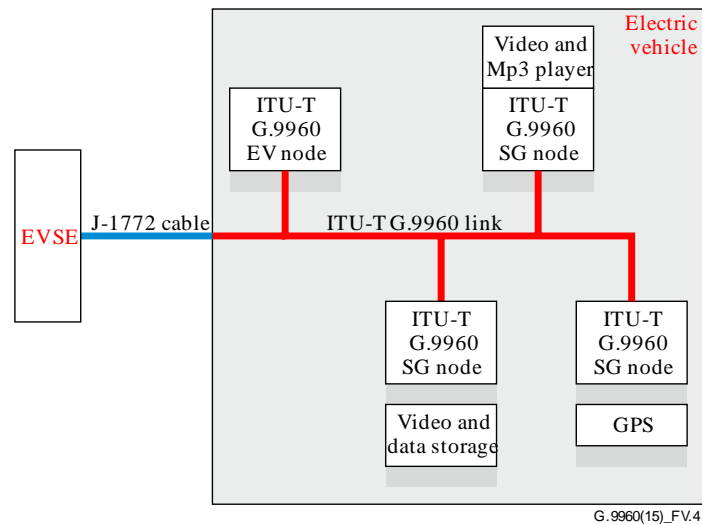 Electric
vehicle
Video and
Mp3 player
ITU-T
G.9960
EV node
ITU-T
G.9960
SG node
EVSE
J-1772 cable
ITU-T G.9960 link
ITU-T
G.9960
SG node
ITU-T
G.9960
SG node
Video and
data storage
GPS
G.9960(15)_FV.4